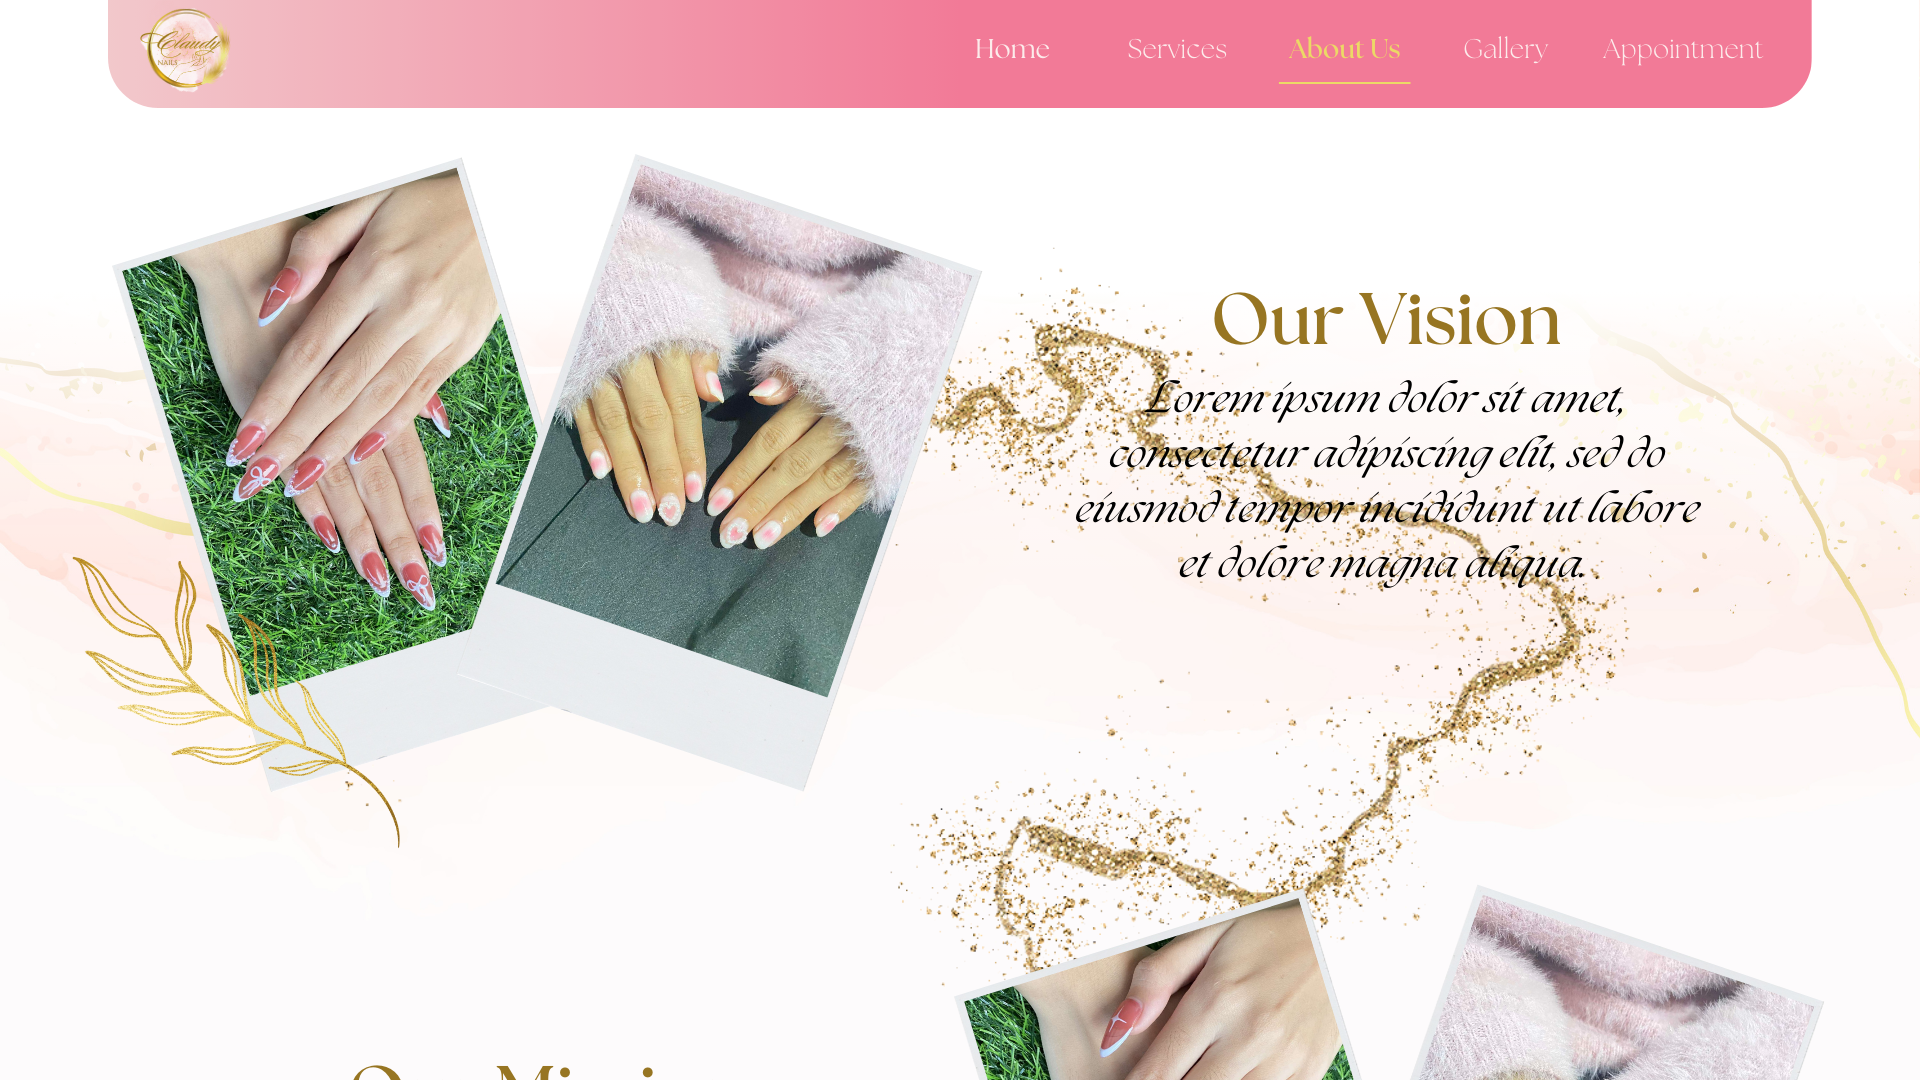 Claudy
NAILS
Home Services About Us Gallery Appointment
Our Vision
Lorem ipsum dolor sit amet,
consectetur adipiscing elit, sed do
eiusmod tempor incididunt ut labore
et dolore magna aliqua.